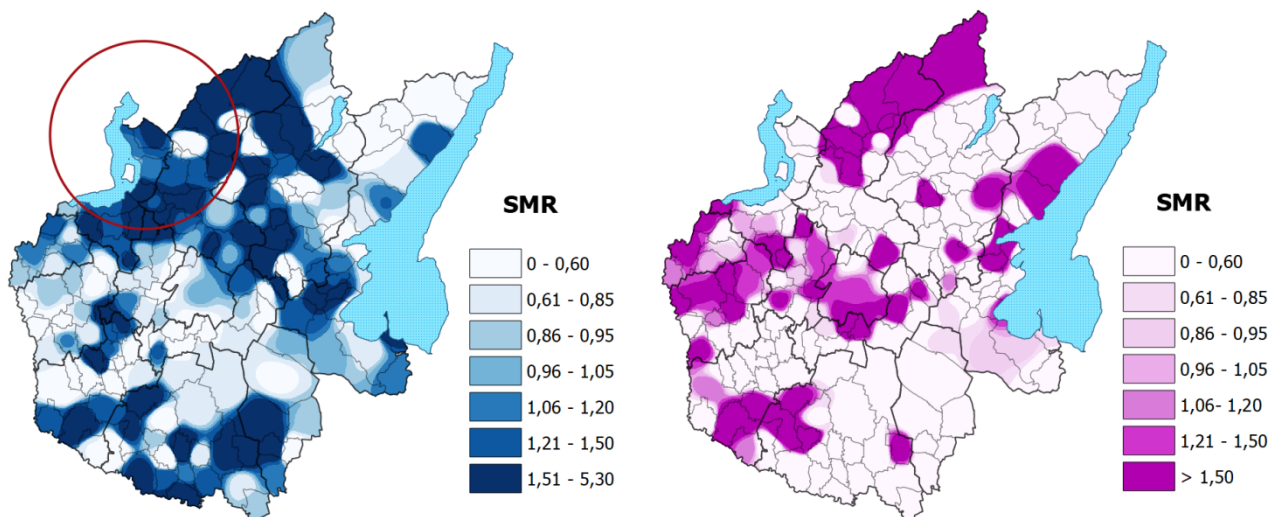 SMR
0 - 0,60
0,61 - 0,85
0,86 - 0,95
0,96 - 1,05
1,06 - 1,20
1,21 - 1,50
1,51 - 5,30
SMR
0 - 0,60
0,61 - 0,85
0,86 - 0,95
0,96 - 1,05
1,06- 1,20
1,21 - 1,50
> 1,50